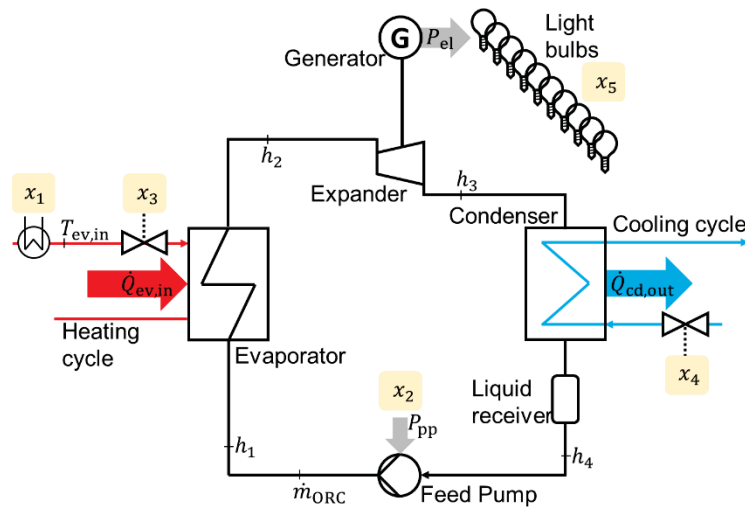 Light
bulbs
G
P_el
Generator
x_5
h_2
Expander
h_3
Condenser
Cooling cycle
x_1
x_3
T_ev,in
Q̇_ev,in
Q̇_cd,out
Heating
cycle
Evaporator
x_4
x_2
P_pp
Liquid
receiver
h_1
h_4
ṁ_ORC
Feed Pump